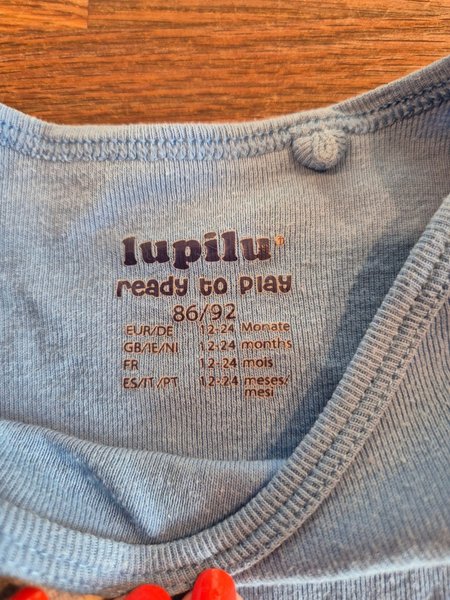 lupilu
ready to play
86/92
EUR/DE 12-24 Monate
GB/IE/NI 12-24 months
FR 12-24 mois
ES/IT/PT 12-24 meses/
mesi